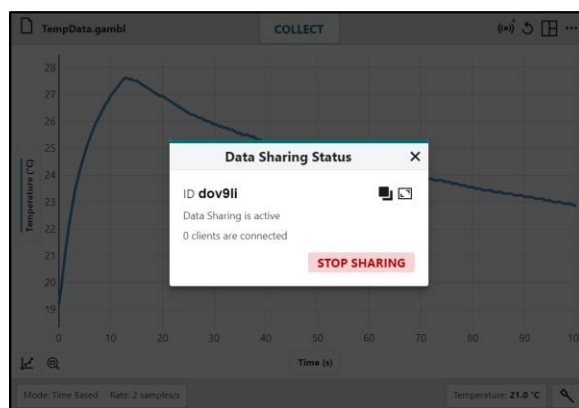 TempData.gambl
COLLECT
28
27
26
25
24
23
22
21
20
19
Temperature (°C)
Data Sharing Status
ID dov9li
Data Sharing is active
0 clients are connected
STOP SHARING
0 10 20 30 40 50 60 70 80 90 10
Time (s)
Mode: Time Based Rate: 2 samples/s
Temperature: 21.0 °C